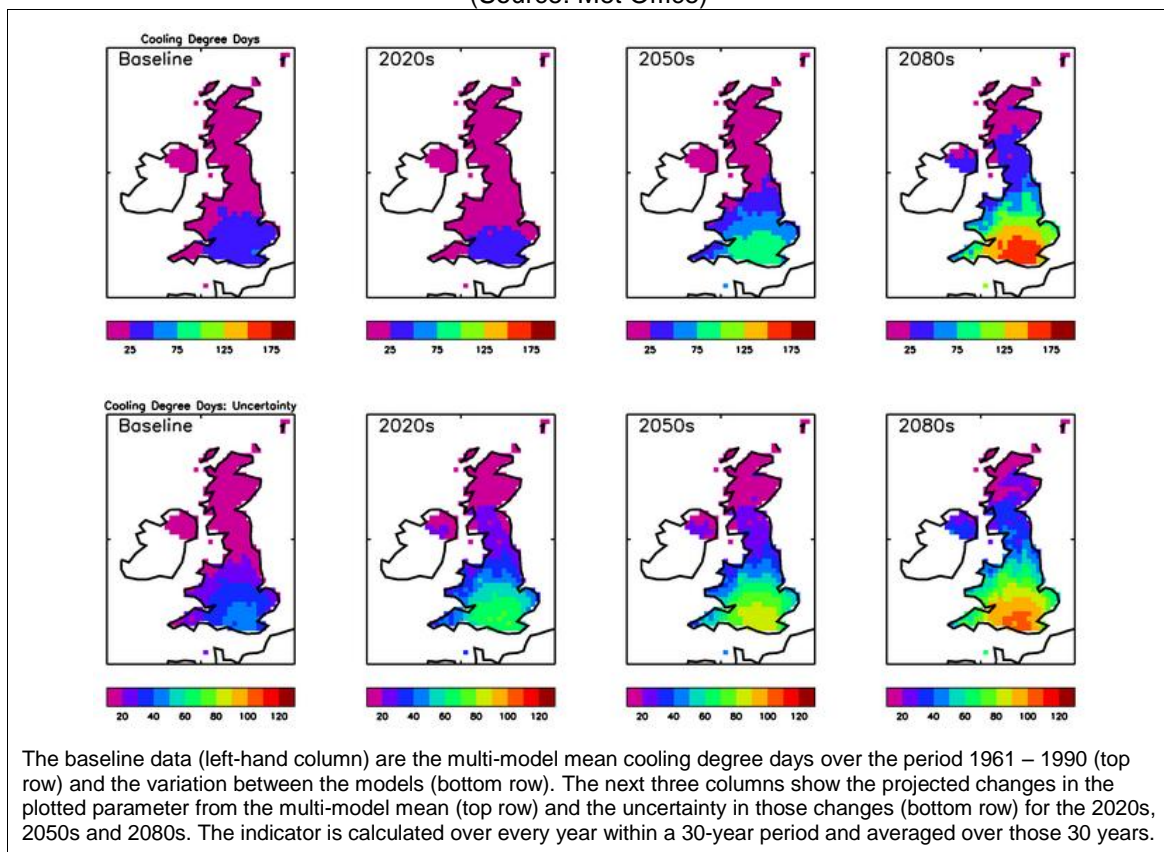 (Source: Met Office)
Cooling Degree Days
Baseline
2020s
2050s
2080s
25 75 125 175
25 75 125 175
25 75 125 175
25 75 125 175
Cooling Degree Days: Uncertainty
Baseline
2020s
2050s
2080s
20 40 60 80 100 120
20 40 60 80 100 120
20 40 60 80 100 120
20 40 60 80 100 120
The baseline data (left-hand column) are the multi-model mean cooling degree days over the period 1961 – 1990 (top
row) and the variation between the models (bottom row). The next three columns show the projected changes in the
plotted parameter from the multi-model mean (top row) and the uncertainty in those changes (bottom row) for the 2020s,
2050s and 2080s. The indicator is calculated over every year within a 30-year period and averaged over those 30 years.